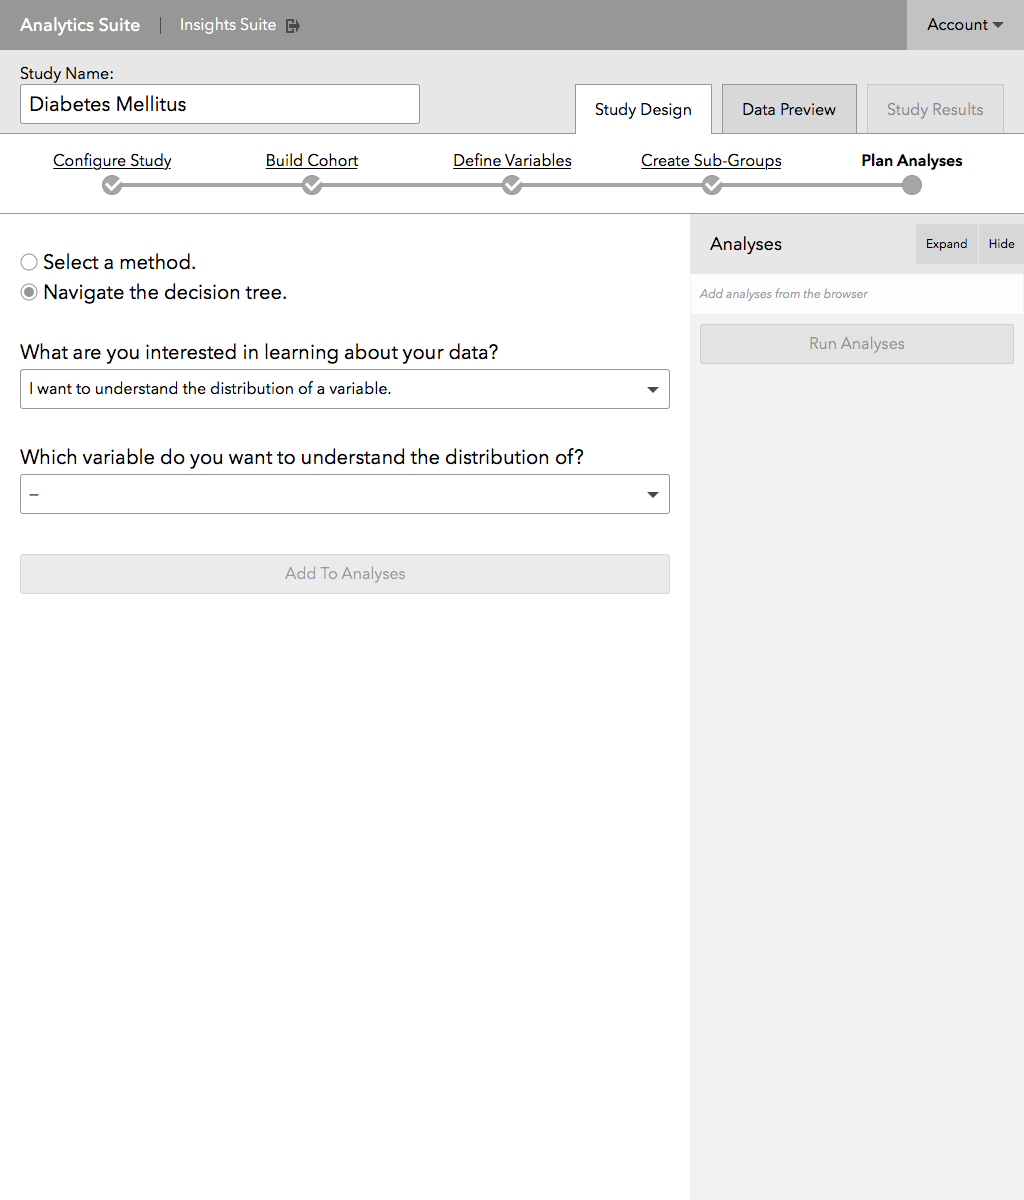 Analytics Suite | Insights Suite Account
Study Name:
Diabetes Mellitus
Study Design Data Preview Study Results
Configure Study Build Cohort Define Variables Create Sub-Groups Plan Analyses
Select a method.
Navigate the decision tree.
What are you interested in learning about your data?
I want to understand the distribution of a variable.
Which variable do you want to understand the distribution of?
–
Add To Analyses
Analyses Expand Hide
Add analyses from the browser
Run Analyses